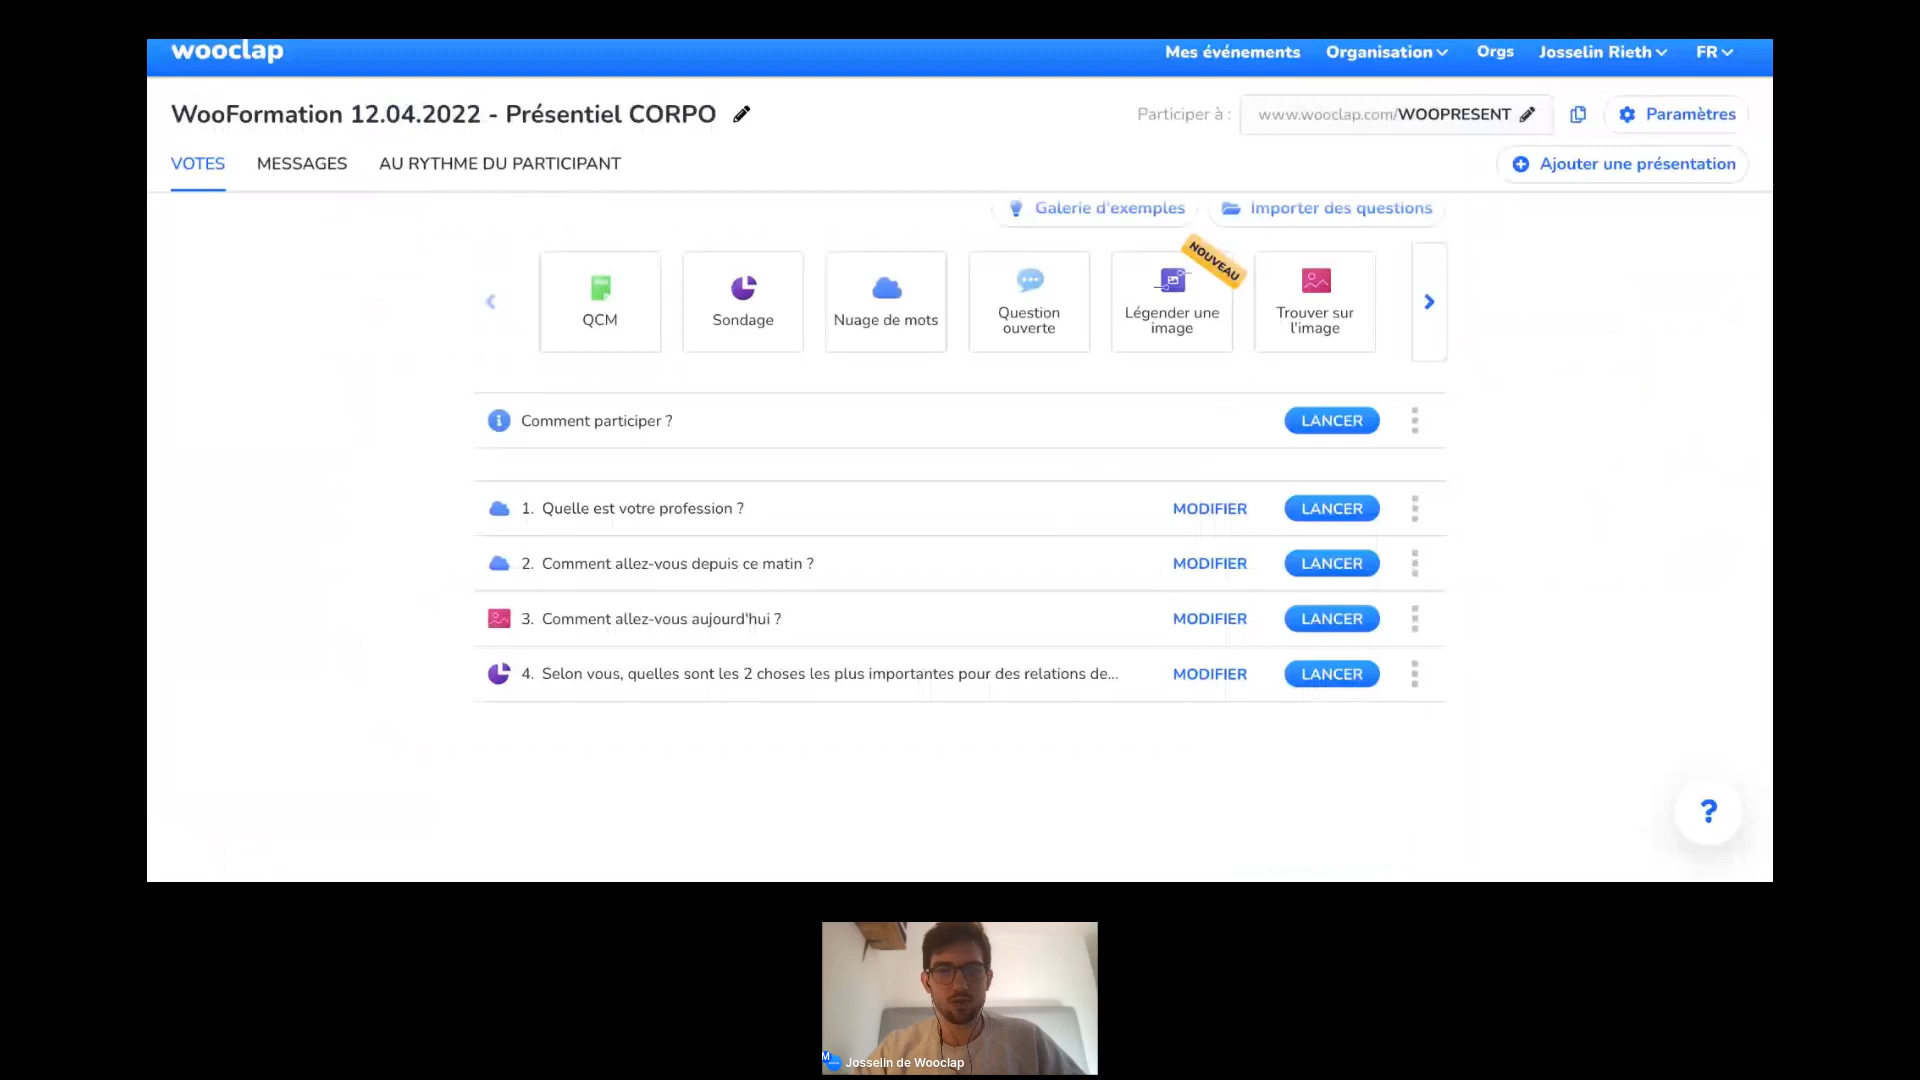 wooclap
Mes événements Organisation Orgs Josselin Rieth FR
WooFormation 12.04.2022 - Présentiel CORPO
Participer à : www.wooclap.com/WOOPRESENT
Paramètres
VOTES MESSAGES AU RYTHME DU PARTICIPANT
Ajouter une présentation
Galerie d'exemples
Importer des questions
NOUVEAU
QCM
Sondage
Nuage de mots
Question
ouverte
Légender une
image
Trouver sur
l'image
Comment participer ? LANCER
1. Quelle est votre profession ? MODIFIER LANCER
2. Comment allez-vous depuis ce matin ? MODIFIER LANCER
3. Comment allez-vous aujourd'hui ? MODIFIER LANCER
4. Selon vous, quelles sont les 2 choses les plus importantes pour des relations de... MODIFIER LANCER
?
M
Josselin de Wooclap